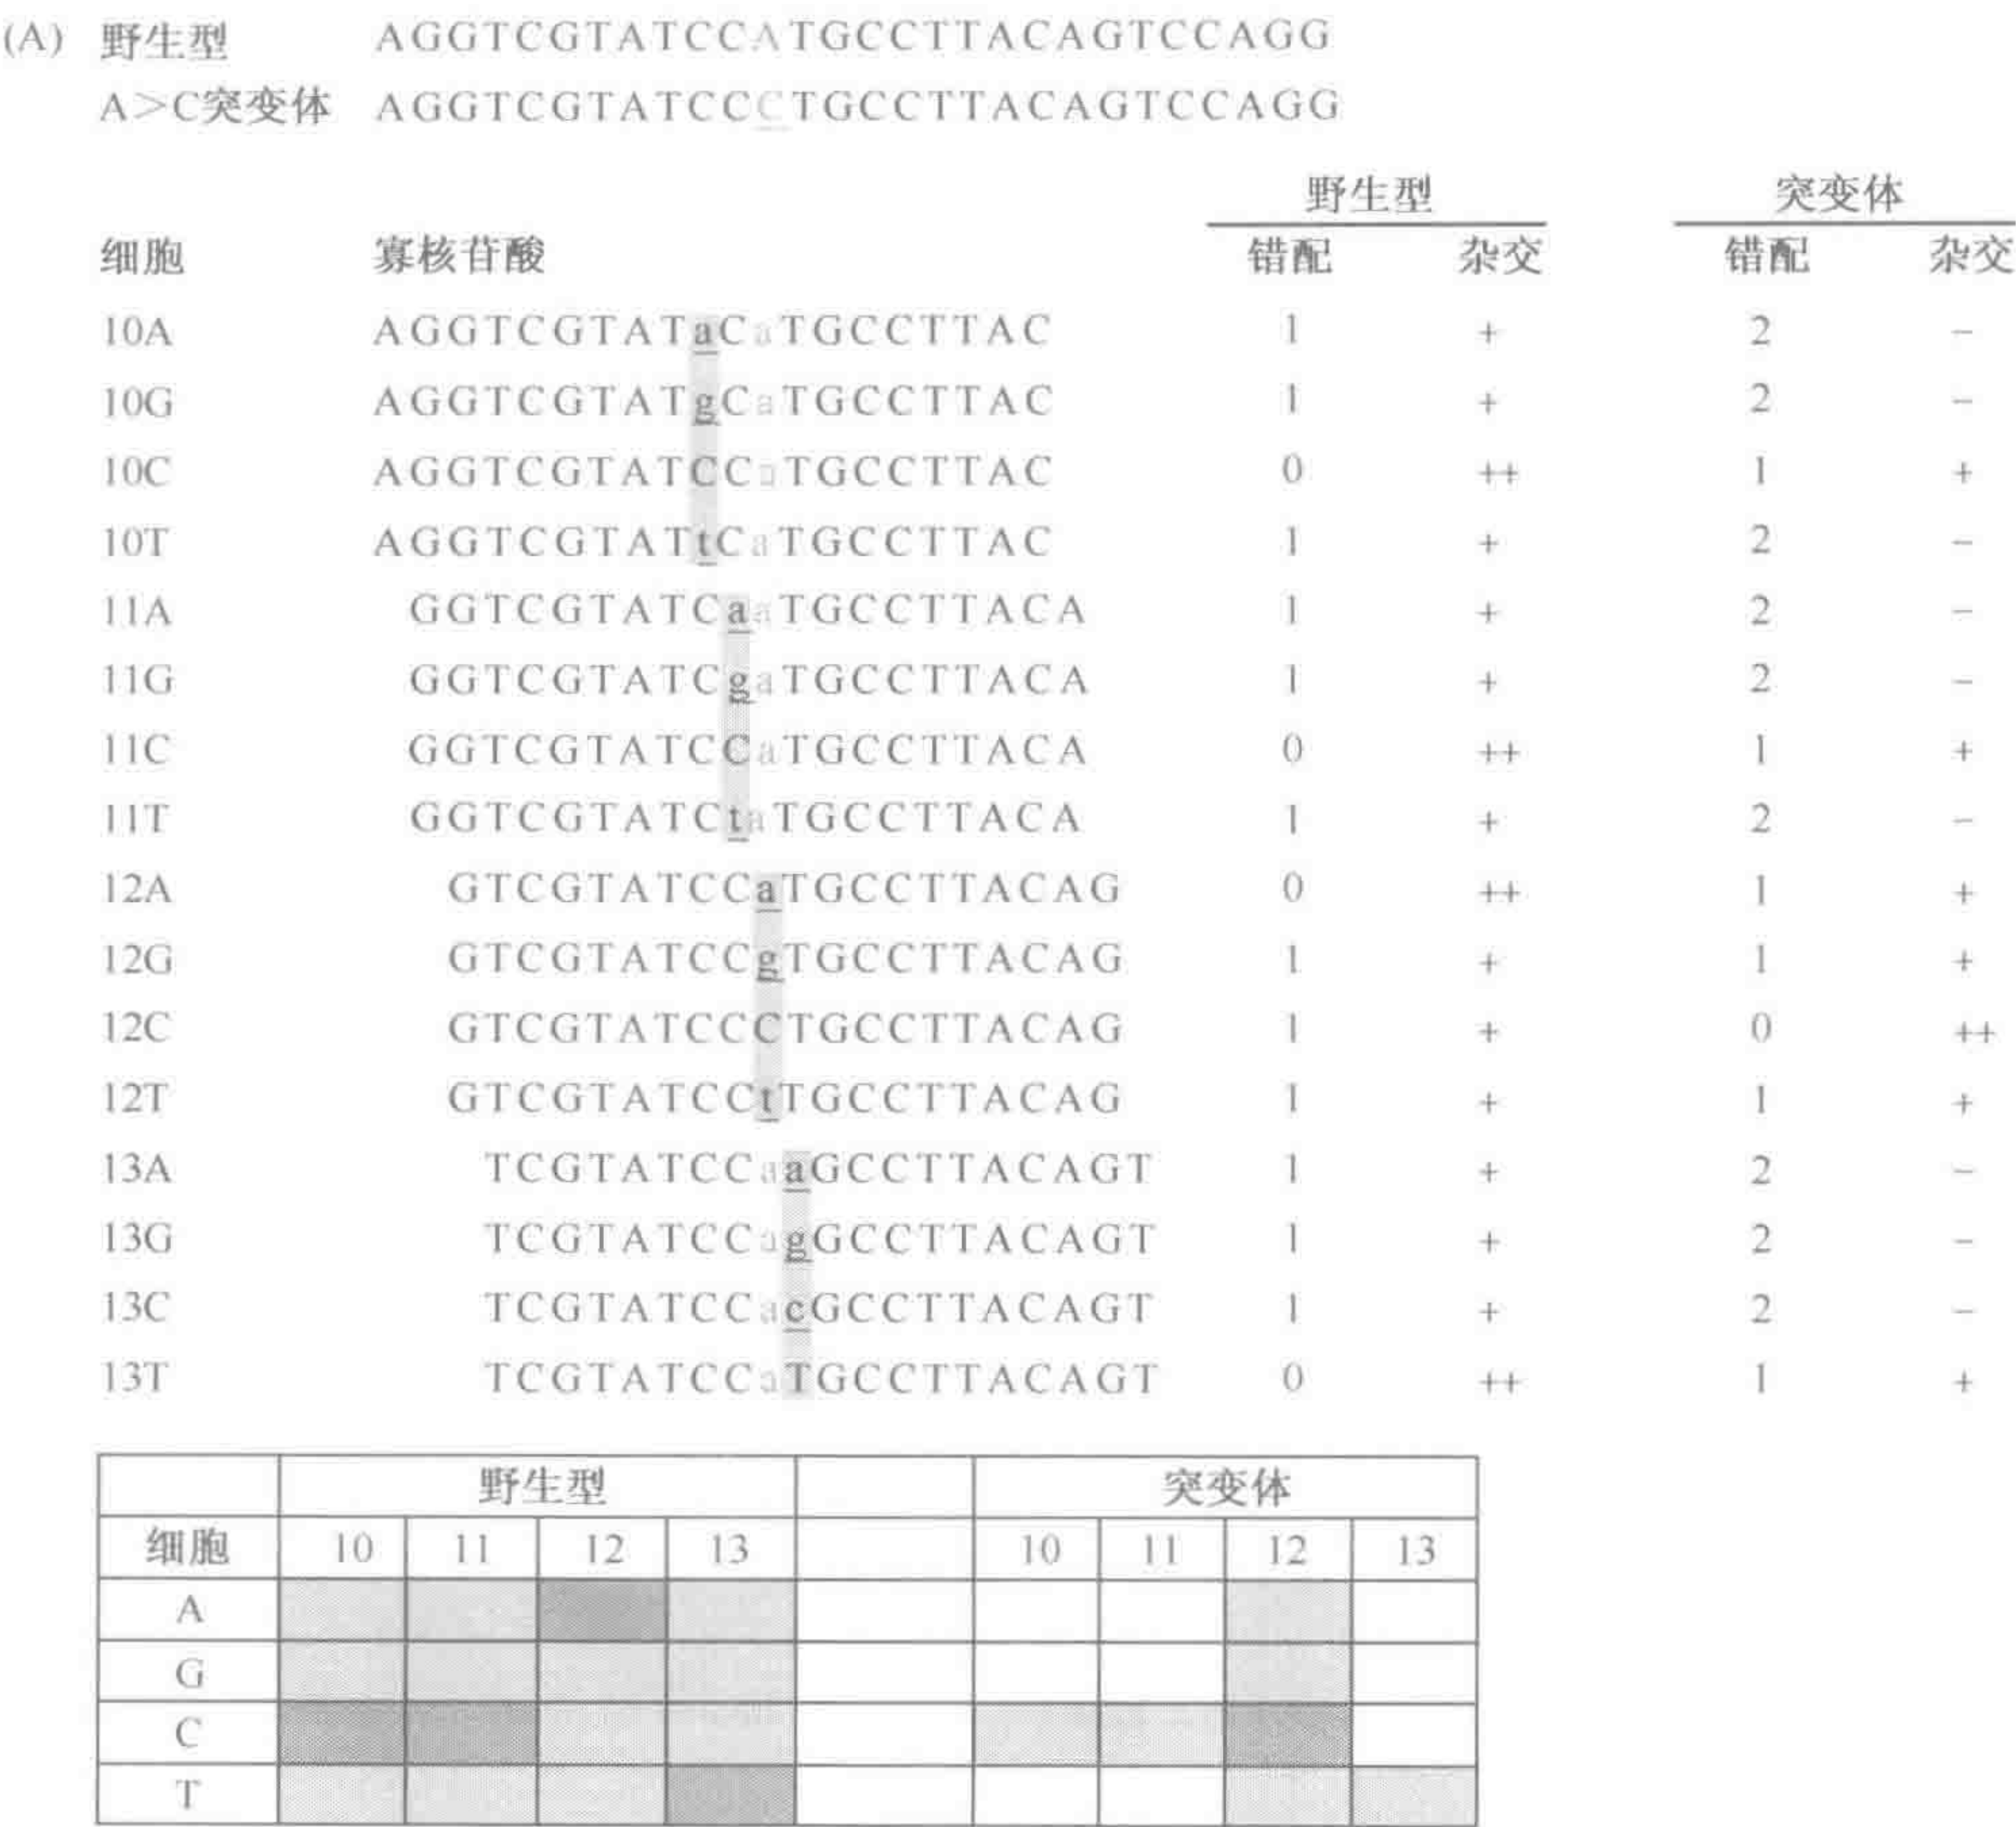 (A) 野生型 AGGTCGTATCCATGCCTTACAGTCCAGG
A>C突变体 AGGTCGTATCCCTGCCTTACAGTCCAGG
野生型 突变体
细胞 寡核苷酸 错配 杂交 错配 杂交
10A AGGTCGTATaCaTGCCTTAC 1 + 2 −
10G AGGTCGTATgCaTGCCTTAC 1 + 2 −
10C AGGTCGTATCCaTGCCTTAC 0 ++ 1 +
10T AGGTCGTATtCaTGCCTTAC 1 + 2 −
11A GGTCGTATCaaTGCCTTACA 1 + 2 −
11G GGTCGTATCgaTGCCTTACA 1 + 2 −
11C GGTCGTATCCaTGCCTTACA 0 ++ 1 +
11T GGTCGTATCtaTGCCTTACA 1 + 2 −
12A GTCGTATCCaTGCCTTACAG 0 ++ 1 +
12G GTCGTATCCgTGCCTTACAG 1 + 1 +
12C GTCGTATCCCTGCCTTACAG 1 + 0 ++
12T GTCGTATCCtTGCCTTACAG 1 + 1 +
13A TCGTATCCaaGCCTTACAGT 1 + 2 −
13G TCGTATCCagGCCTTACAGT 1 + 2 −
13C TCGTATCCacGCCTTACAGT 1 + 2 −
13T TCGTATCCaTGCCTTACAGT 0 ++ 1 +
野生型 突变体
细胞 10 11 12 13 10 11 12 13
A
G
C
T